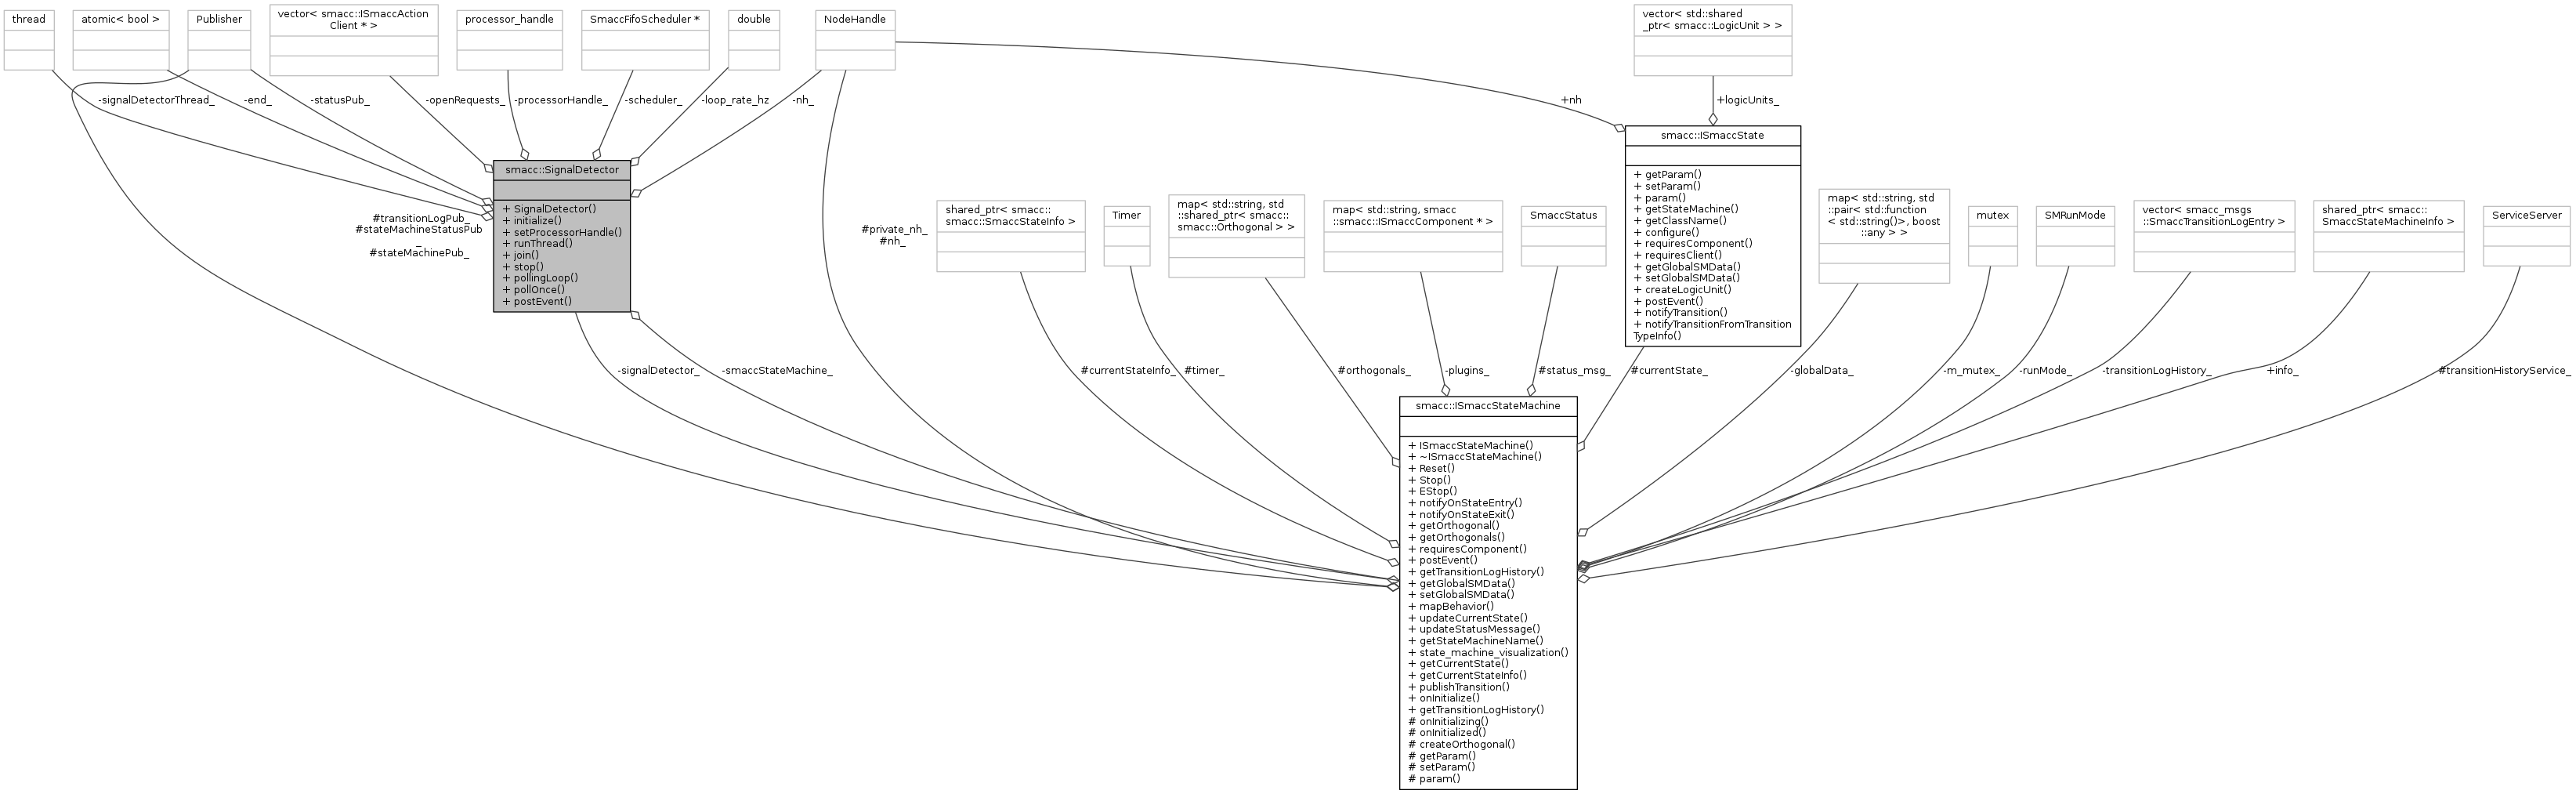 thread
atomic< bool >
Publisher
vector< smacc::ISmaccAction
Client * >
processor_handle
SmaccFifoScheduler *
double
NodeHandle
vector< std::shared
_ptr< smacc::LogicUnit > >
-signalDetectorThread_
-end_
-statusPub_
-openRequests_
-processorHandle_
-scheduler_
-loop_rate_hz
-nh_
+nh
+logicUnits_
smacc::SignalDetector
+ SignalDetector()
+ initialize()
+ setProcessorHandle()
+ runThread()
+ join()
+ stop()
+ pollingLoop()
+ pollOnce()
+ postEvent()
smacc::ISmaccState
+ getParam()
+ setParam()
+ param()
+ getStateMachine()
+ getClassName()
+ configure()
+ requiresComponent()
+ requiresClient()
+ getGlobalSMData()
+ setGlobalSMData()
+ createLogicUnit()
+ postEvent()
+ notifyTransition()
+ notifyTransitionFromTransition
TypeInfo()
#transitionLogPub_
#stateMachineStatusPub
_
#stateMachinePub_
#private_nh_
#nh_
shared_ptr< smacc::
smacc::SmaccStateInfo >
Timer
map< std::string, std
::shared_ptr< smacc::
smacc::Orthogonal > >
map< std::string, smacc
::smacc::ISmaccComponent * >
SmaccStatus
map< std::string, std
::pair< std::function
< std::string()>, boost
::any > >
mutex
SMRunMode
vector< smacc_msgs
::SmaccTransitionLogEntry >
shared_ptr< smacc::
SmaccStateMachineInfo >
ServiceServer
-signalDetector_
-smaccStateMachine_
#currentStateInfo_
#timer_
#orthogonals_
-plugins_
#status_msg_
#currentState_
-globalData_
-m_mutex_
-runMode_
-transitionLogHistory_
+info_
#transitionHistoryService_
smacc::ISmaccStateMachine
+ ISmaccStateMachine()
+ ~ISmaccStateMachine()
+ Reset()
+ Stop()
+ EStop()
+ notifyOnStateEntry()
+ notifyOnStateExit()
+ getOrthogonal()
+ getOrthogonals()
+ requiresComponent()
+ postEvent()
+ getTransitionLogHistory()
+ getGlobalSMData()
+ setGlobalSMData()
+ mapBehavior()
+ updateCurrentState()
+ updateStatusMessage()
+ getStateMachineName()
+ state_machine_visualization()
+ getCurrentState()
+ getCurrentStateInfo()
+ publishTransition()
+ onInitialize()
+ getTransitionLogHistory()
# onInitializing()
# onInitialized()
# createOrthogonal()
# getParam()
# setParam()
# param()